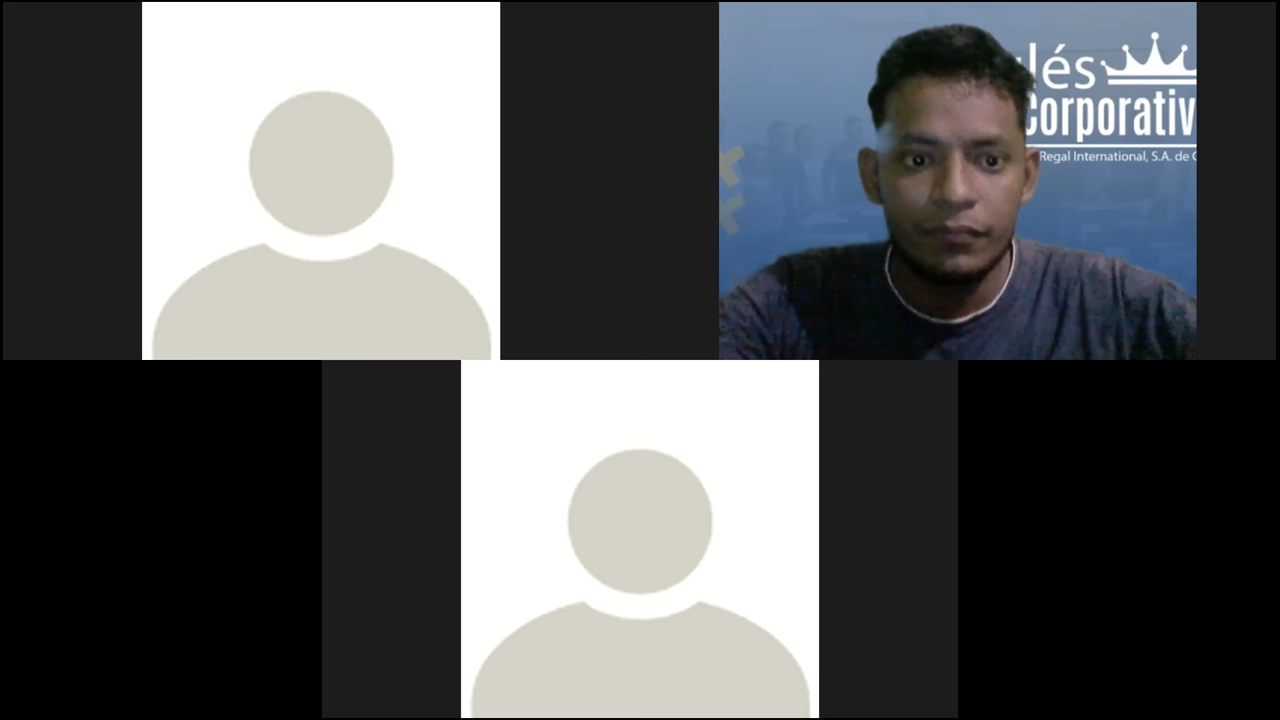 lés
Corporativ
Regal International, S.A. de C